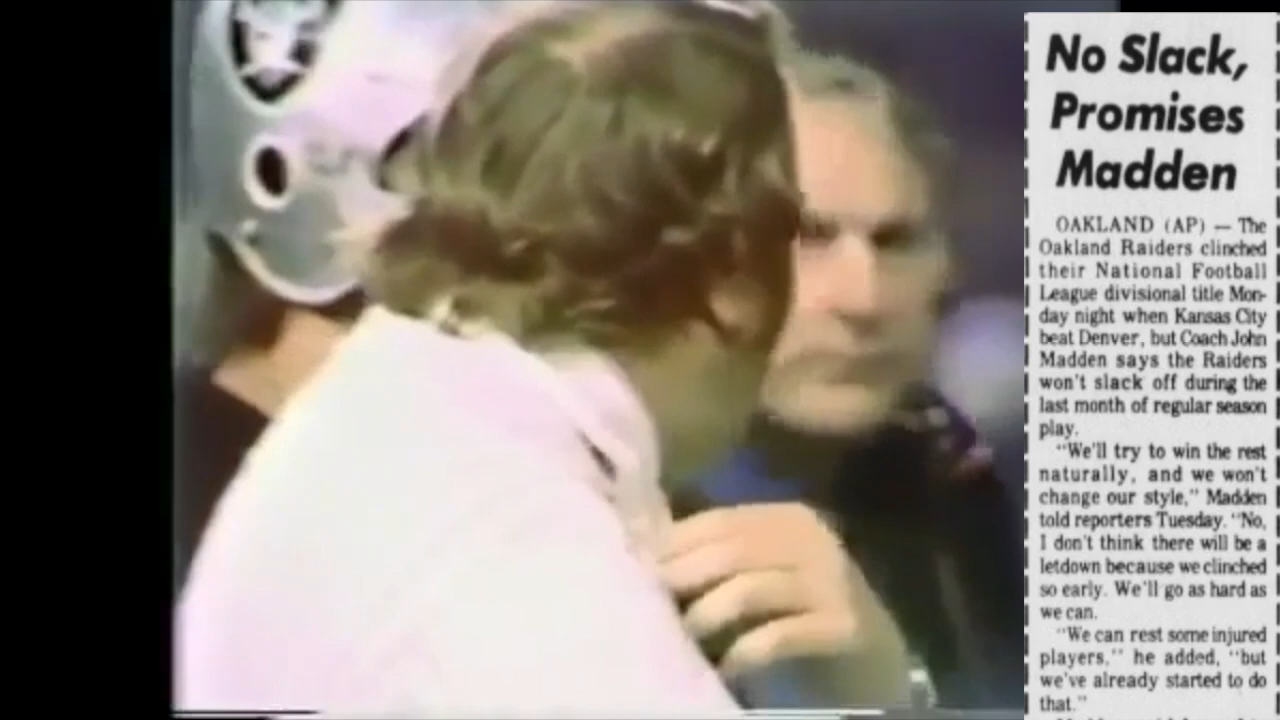 No Slack,
Promises
Madden
OAKLAND (AP) — The
Oakland Raiders clinched
their National Football
League divisional title Mon-
day night when Kansas City
beat Denver, but Coach John
Madden says the Raiders
won't slack off during the
last month of regular season
play.
"We'll try to win the rest
naturally, and we won't
change our style," Madden
told reporters Tuesday. "No,
I don't think there will be a
letdown because we clinched
so early. We'll go as hard as
we can.
"We can rest some injured
players," he added, "but
we've already started to do
that."